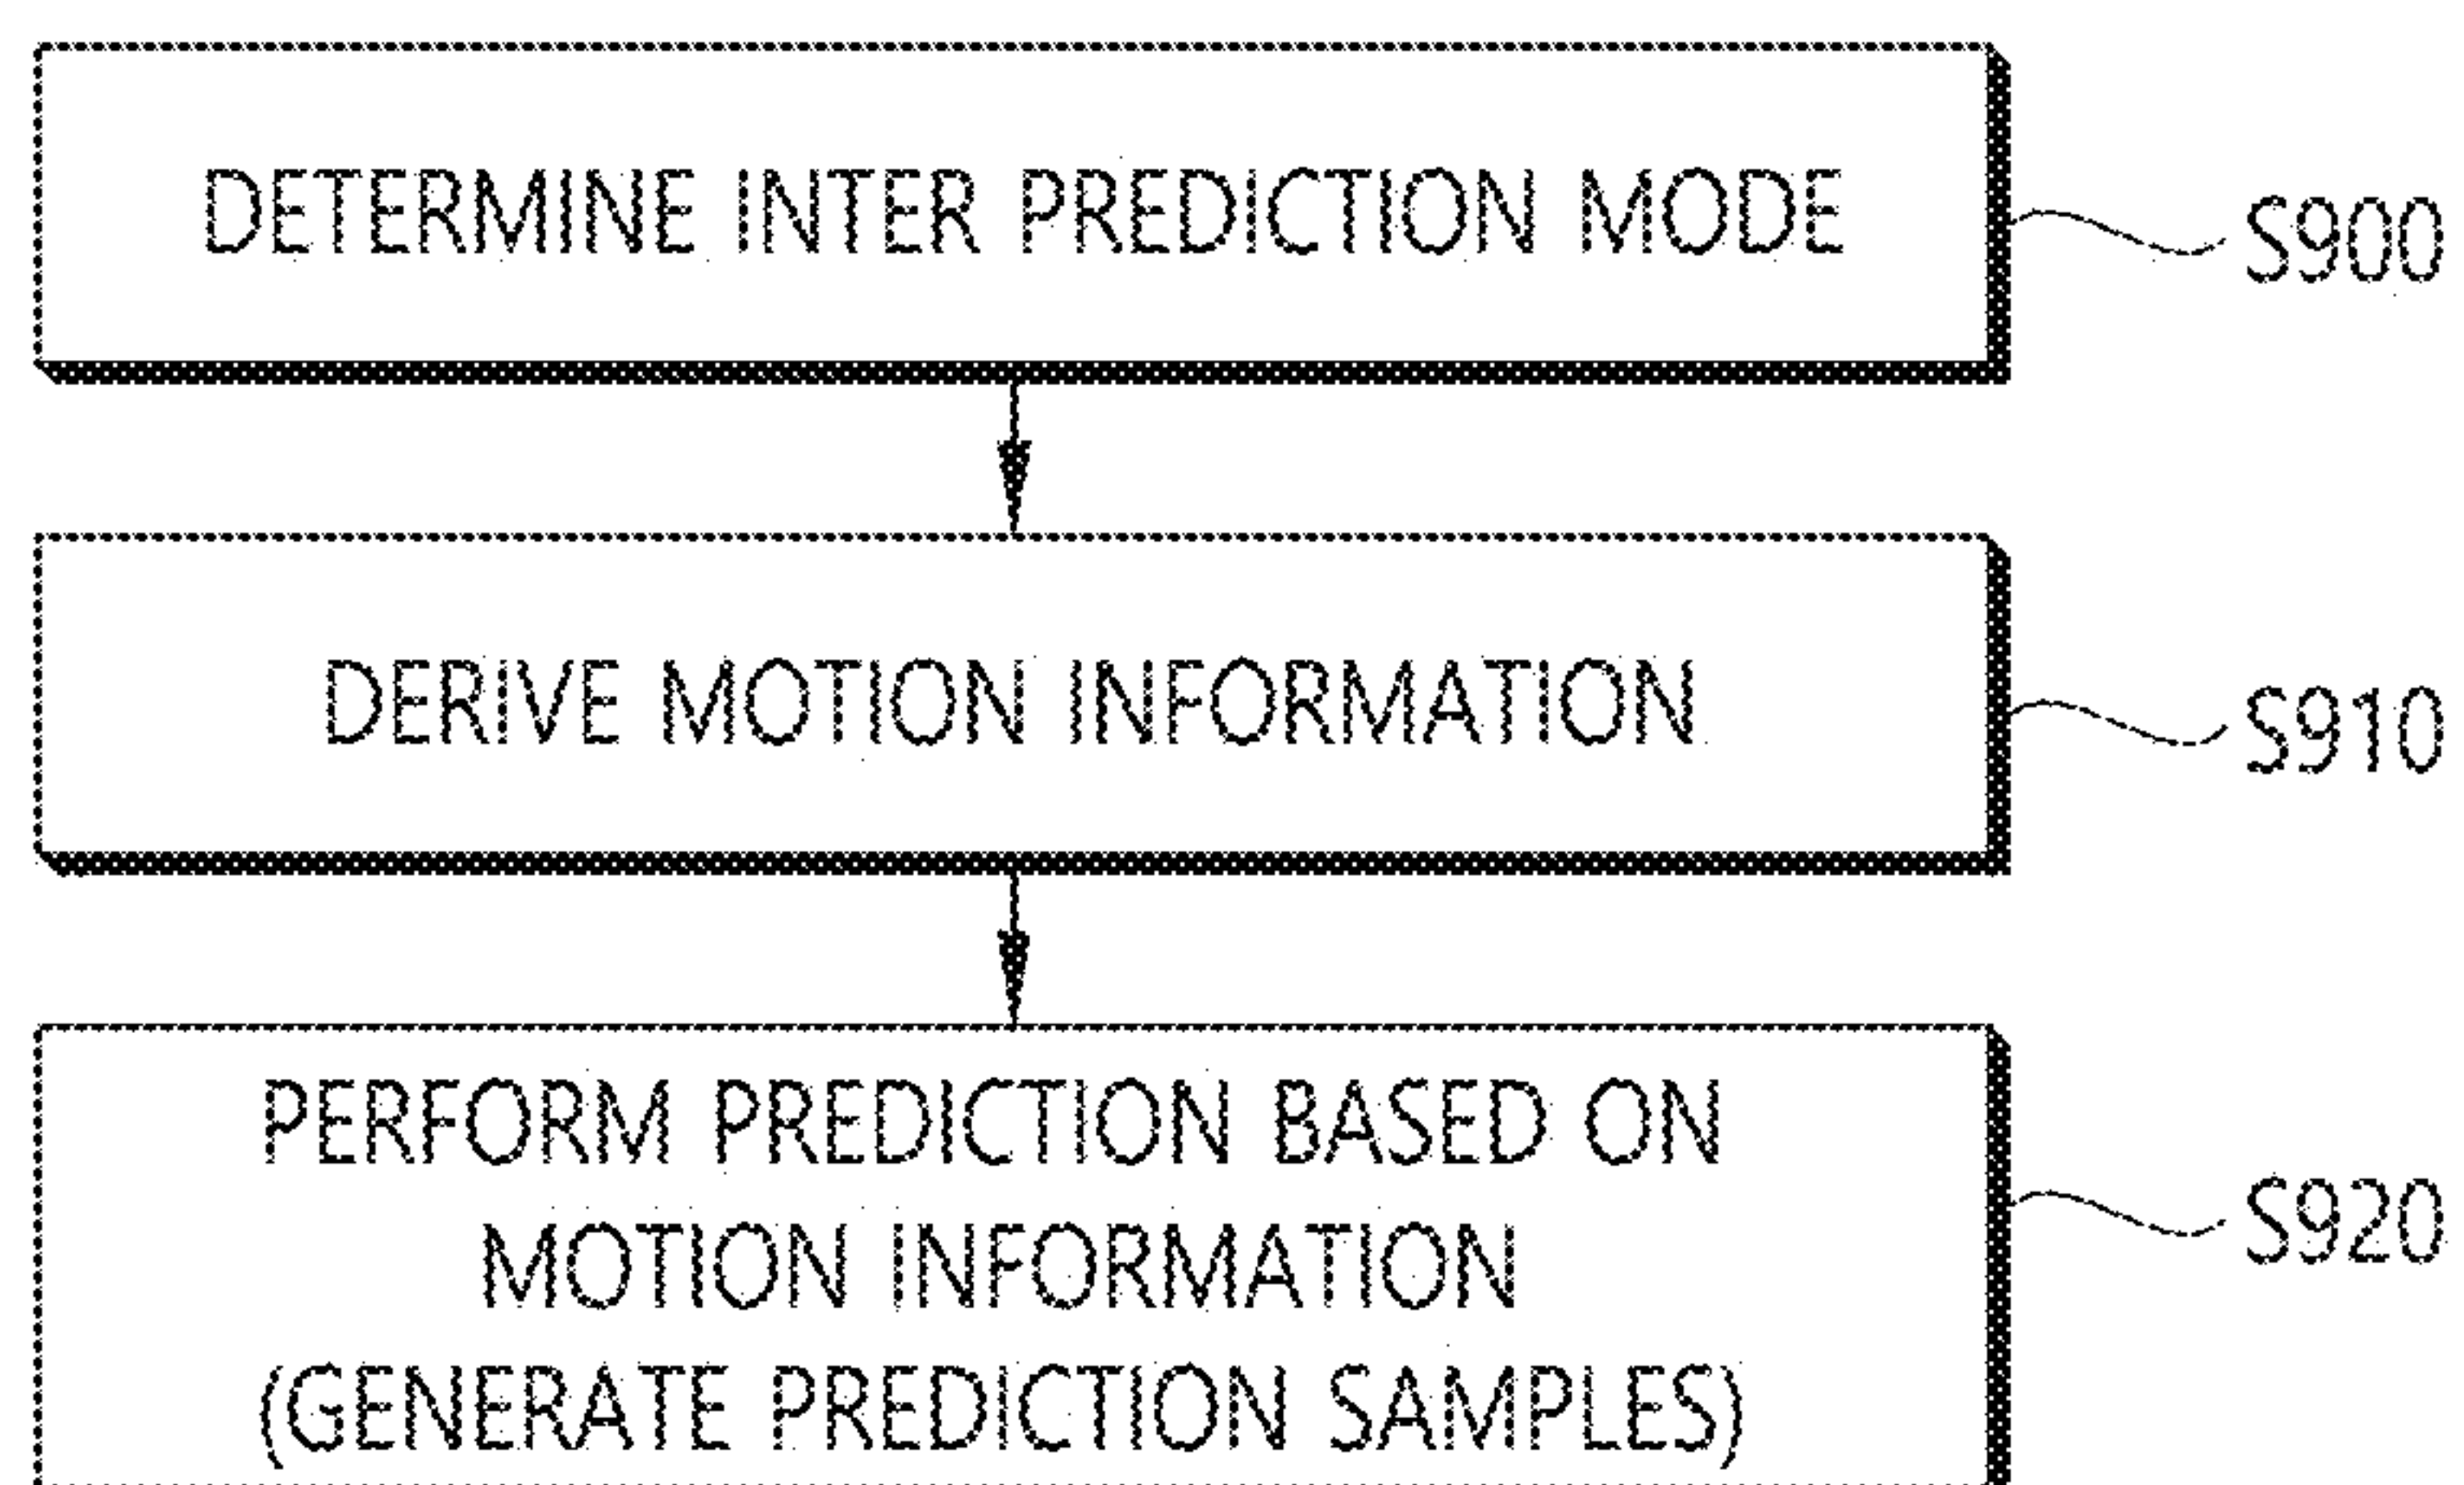 DETERMINE INTER PREDICTION MODE
S900
DERIVE MOTION INFORMATION
S910
PERFORM PREDICTION BASED ON
MOTION INFORMATION
(GENERATE PREDICTION SAMPLES)
S920